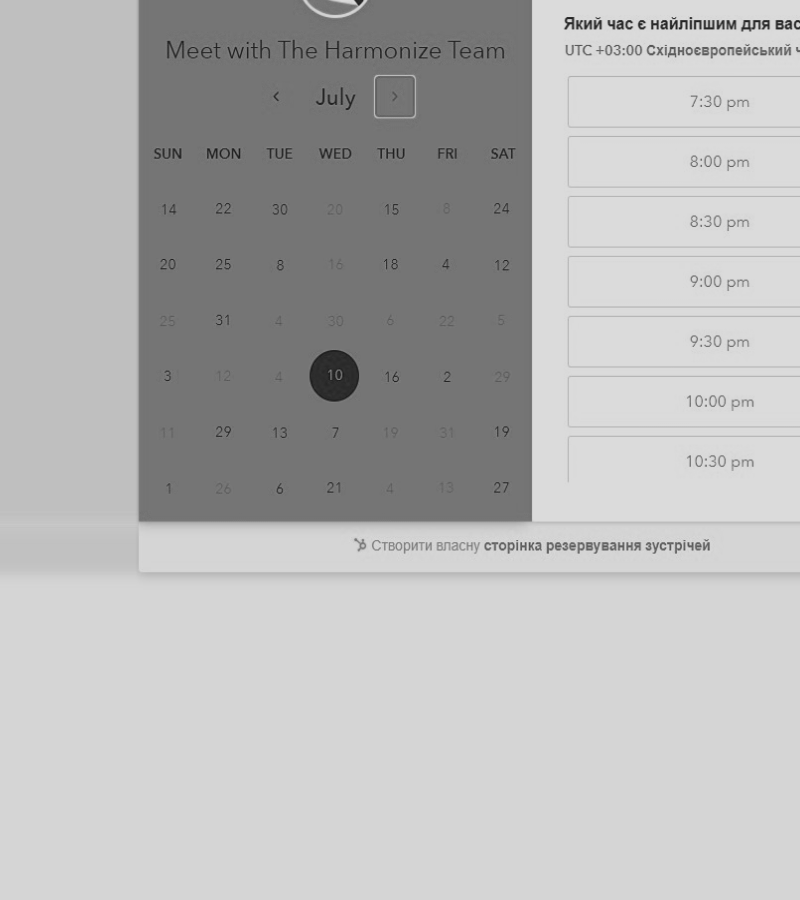 Meet with The Harmonize Team
July
SUN MON TUE WED THU FRI SAT
14 22 30 20 15 8 24
20 25 8 16 18 4 12
25 31 4 30 6 22 5
3 12 4 10 16 2 29
11 29 13 7 19 31 19
1 26 6 21 4 13 27
Який час є найліпшим для вас
UTC +03:00 Східноєвропейський
7:30 pm
8:00 pm
8:30 pm
9:00 pm
9:30 pm
10:00 pm
10:30 pm
Створити власну сторінка резервування зустрічей